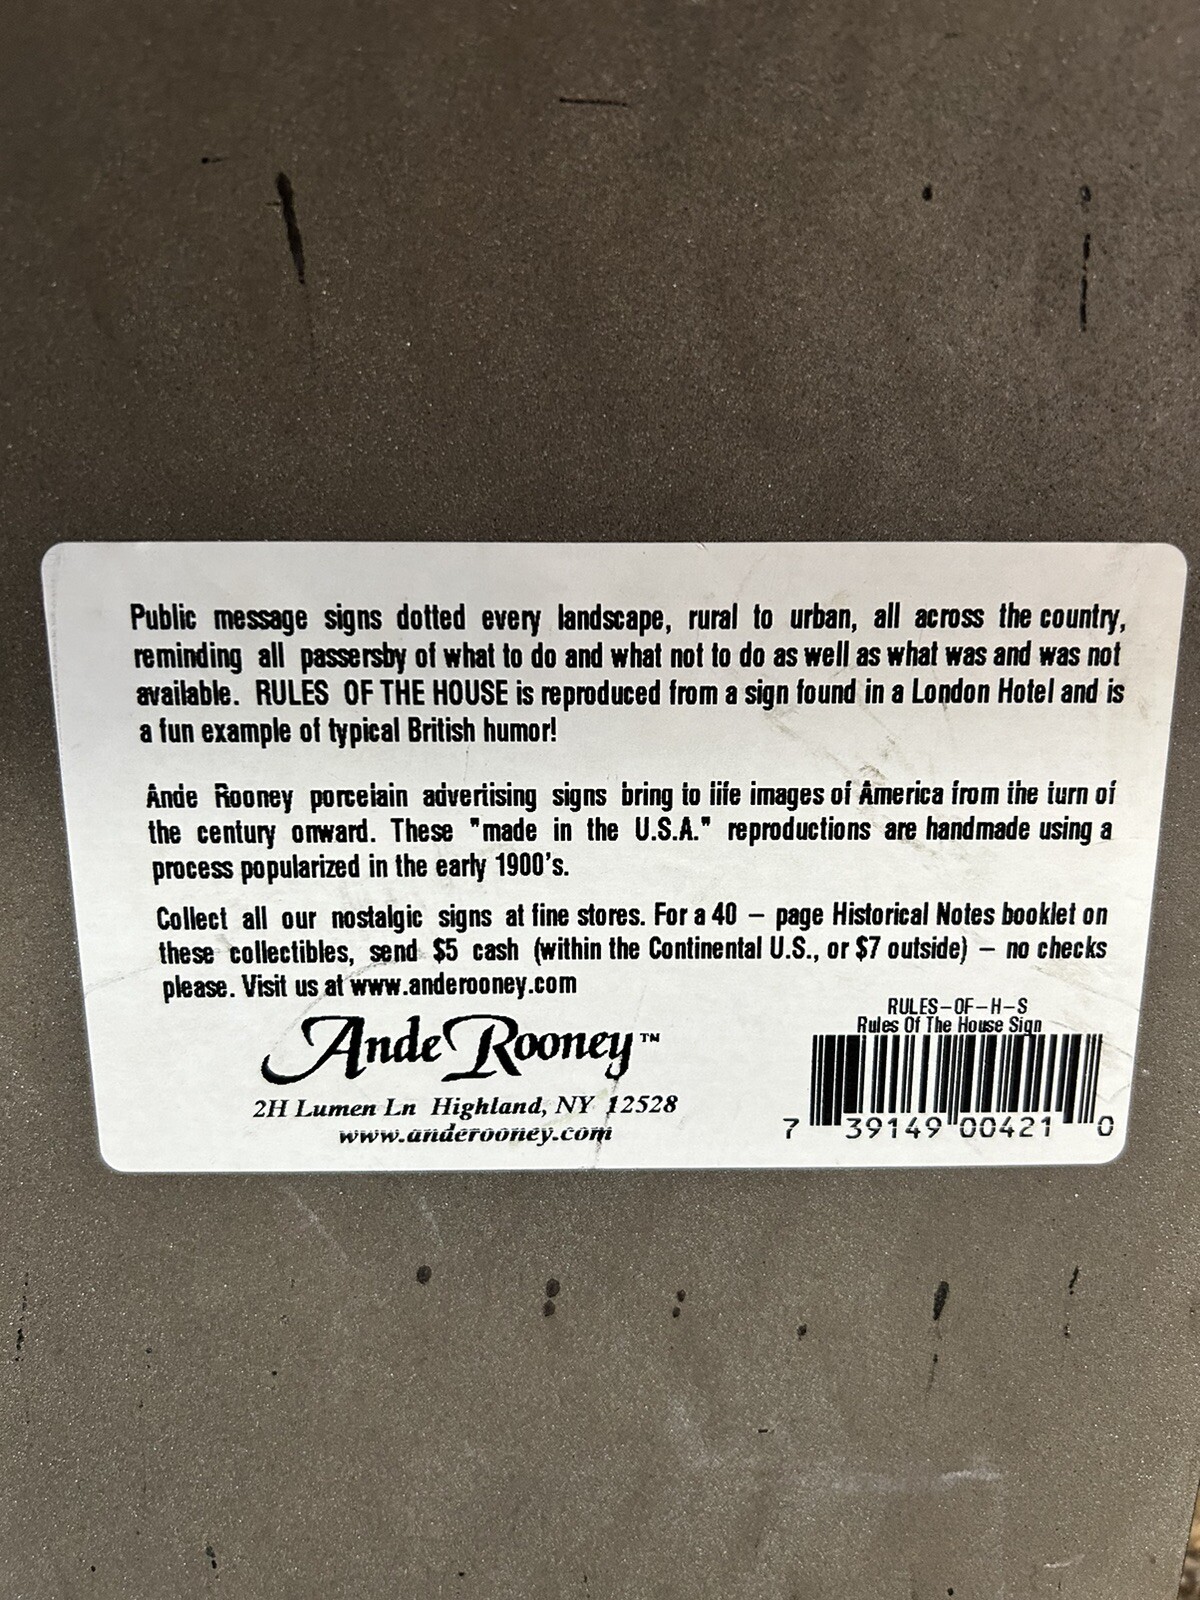 Public message signs dotted every landscape, rural to urban, all across the country,
reminding all passersby of what to do and what not to do as well as what was and was not
available. RULES OF THE HOUSE is reproduced from a sign found in a London Hotel and is
a fun example of typical British humor!
Ande Rooney porcelain advertising signs bring to life images of America from the turn of
the century onward. These "made in the U.S.A." reproductions are handmade using a
process popularized in the early 1900's.
Collect all our nostalgic signs at fine stores. For a 40 – page Historical Notes booklet on
these collectibles, send $5 cash (within the Continental U.S., or $7 outside) – no checks
please. Visit us at www.anderooney.com
Ande Rooney™
2H Lumen Ln Highland, NY 12528
www.anderooney.com
RULES-OF-H-S
Rules Of The House Sign
7 39149 00421 0